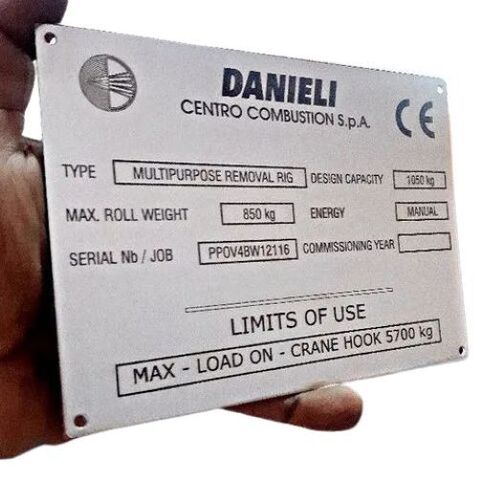 DANIELI
CENTRO COMBUSTION S.p.A.
CE
TYPE MULTIPURPOSE REMOVAL RIG DESIGN CAPACITY 1050 kg
MAX. ROLL WEIGHT 850 kg ENERGY MANUAL
SERIAL Nb / JOB PPOV4BW12116 COMMISSIONING YEAR
LIMITS OF USE
MAX - LOAD ON - CRANE HOOK 5700 kg